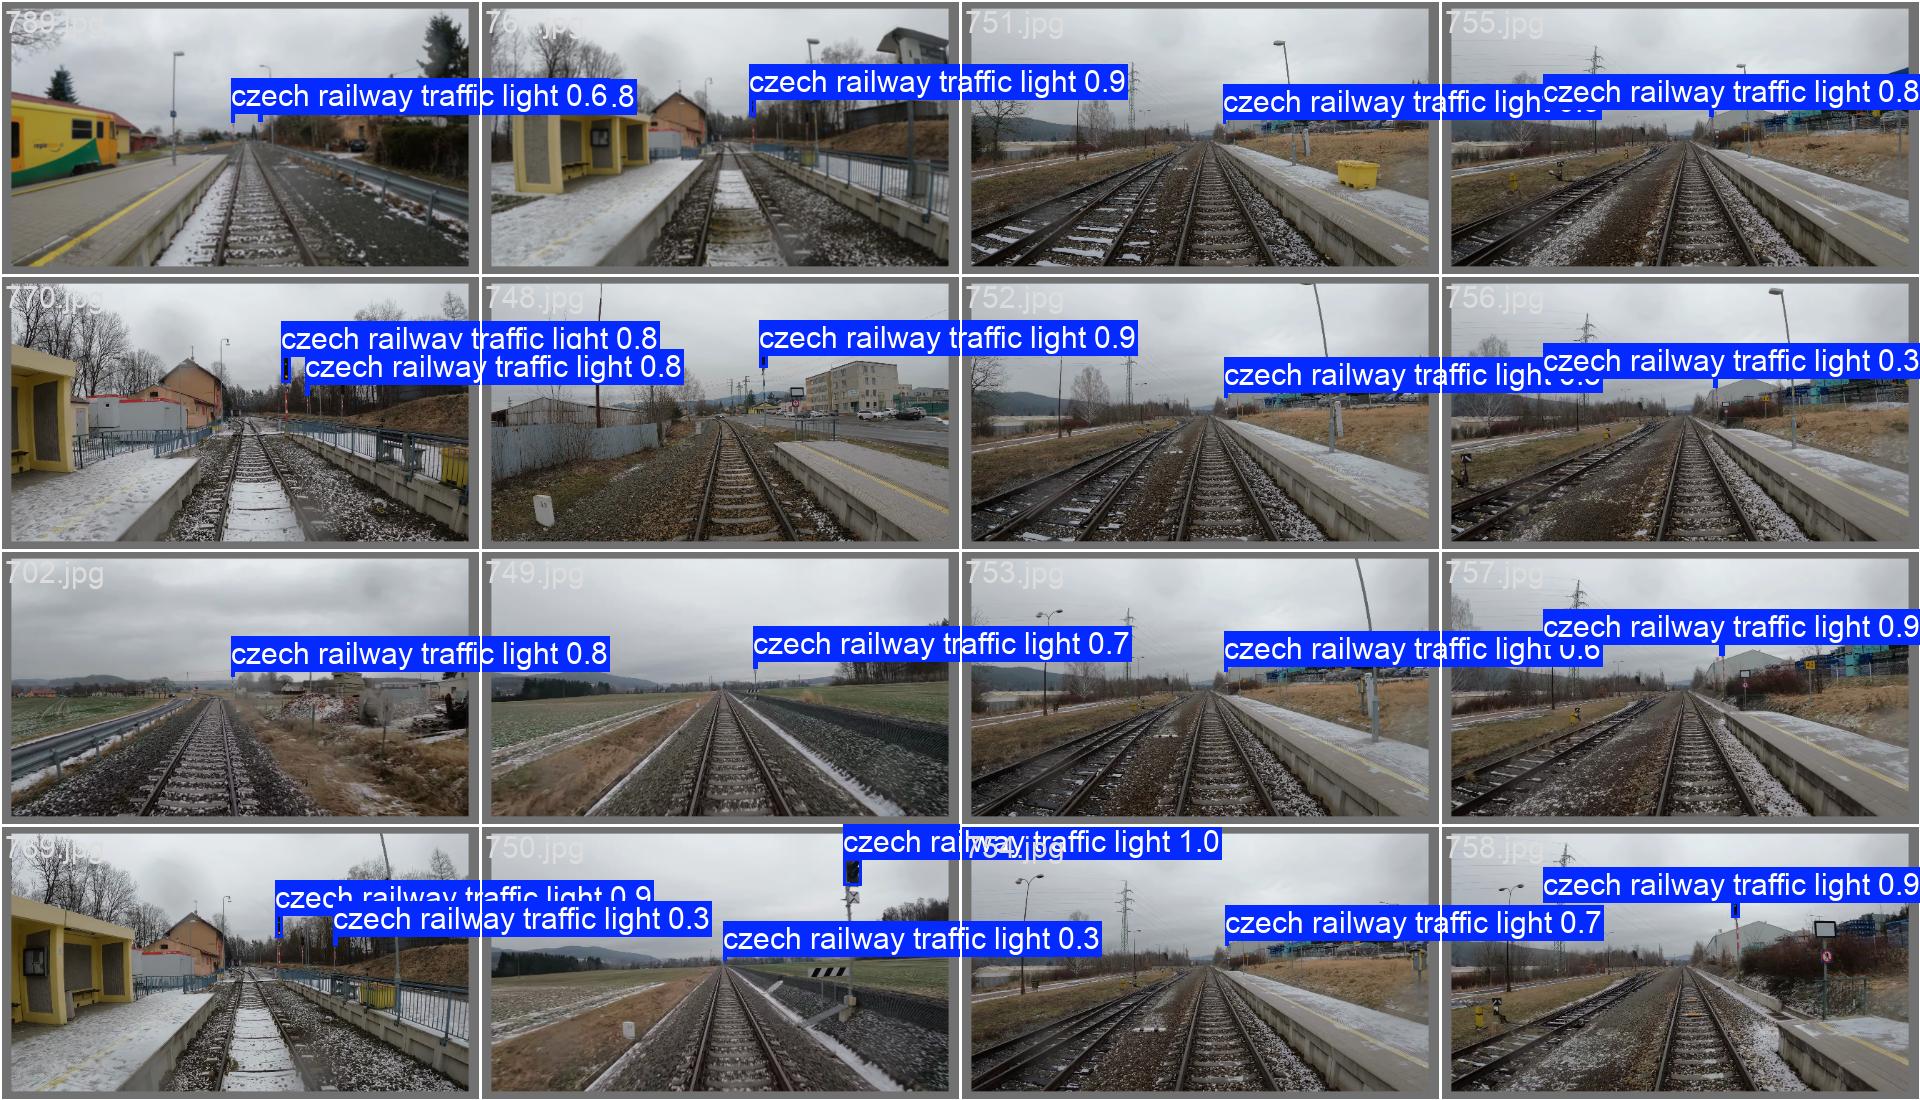 789.jpg
czech railway traffic light 0.6.8
czech railway traffic light 0.9
751.jpg
czech railway traffic light
755.jpg
czech railway traffic light 0.8
770.jpg
czech railway traffic light 0.8
czech railway traffic light 0.8
748.jpg
czech railway traffic light 0.9
752.jpg
czech railway traffic light
756.jpg
czech railway traffic light 0.3
702.jpg
czech railway traffic light 0.8
749.jpg
czech railway traffic light 0.7
753.jpg
czech railway traffic light 0.6
757.jpg
czech railway traffic light 0.9
769.jpg
czech railway traffic light 0.9
czech railway traffic light 0.3
750.jpg
czech railway traffic light 1.0
czech railway traffic light 0.3
754.jpg
czech railway traffic light 0.7
758.jpg
czech railway traffic light 0.9